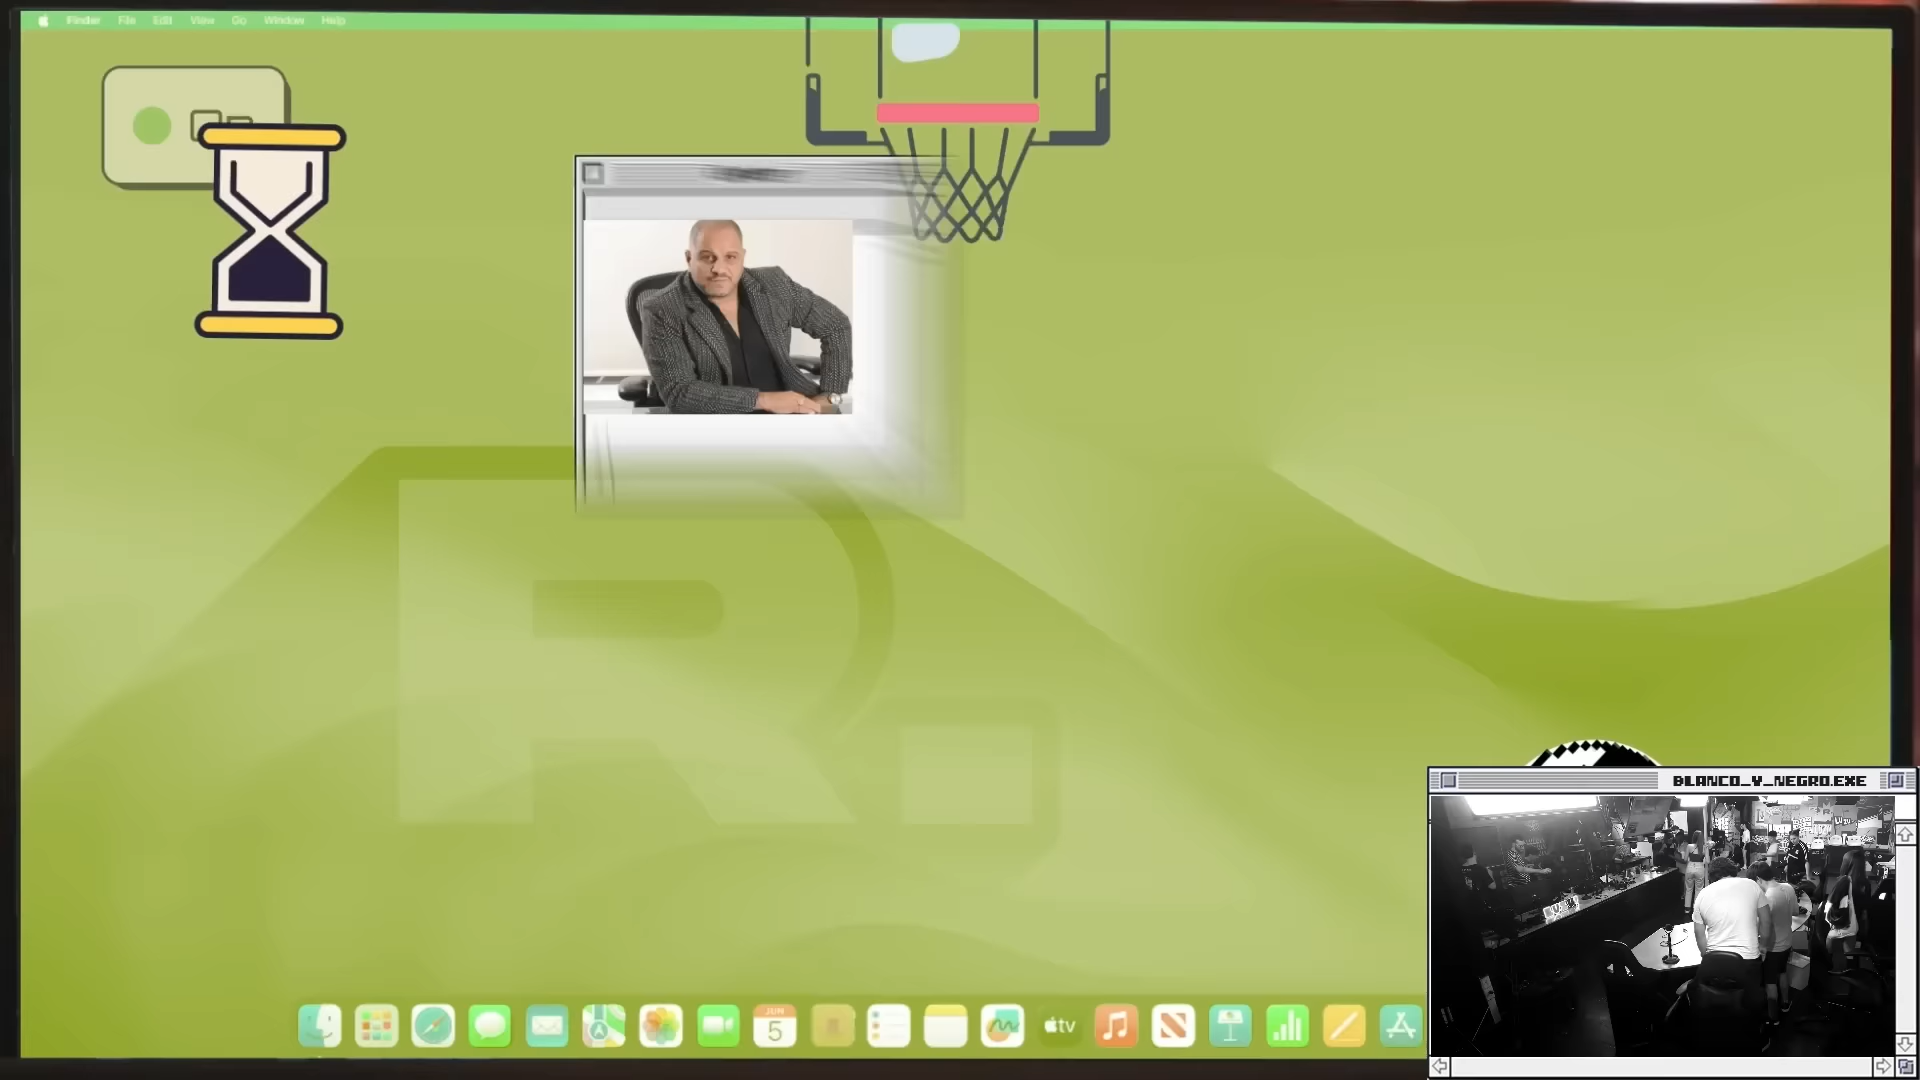 Finder File Edit View Go Window Help
R.
BLANCO_Y_NEGRO.EXE
JUN
5
tv